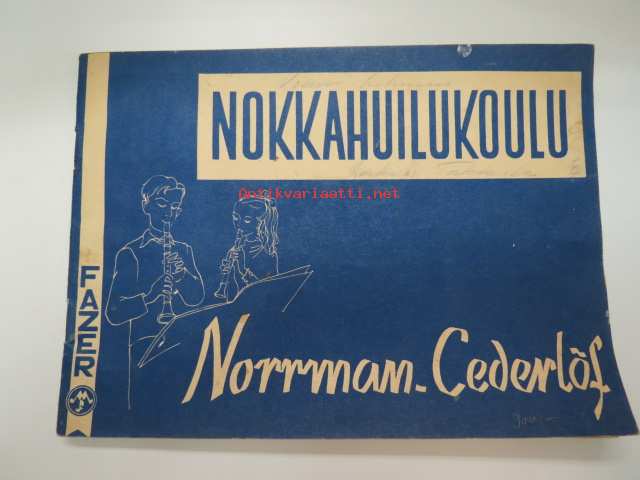 NOKKAHUILUKOULU
Antikvariaatti.net
FAZER
Norrman-Cederlöf